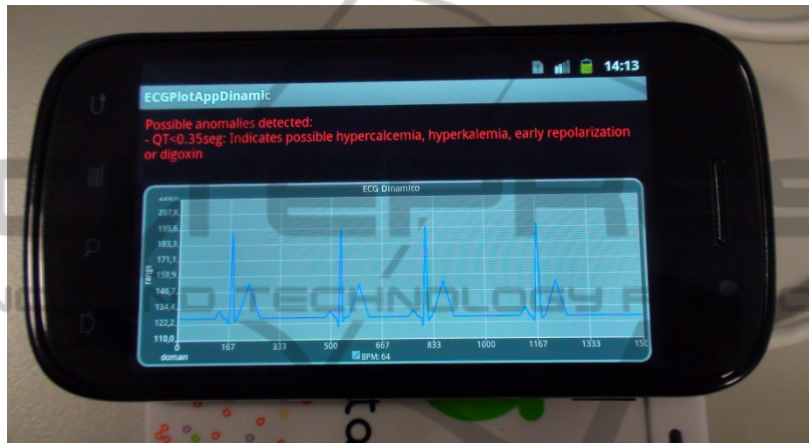 14:13
ECGPlotAppDinamic
Possible anomalies detected:
- QT<0.35seg: Indicates possible hypercalcemia, hyperkalemia, early repolarization
or digoxin
ECG Dinamico
207,8
195,6
183,3
171,1
158,9
146,7
134,4
122,2
110,0
range
0 167 333 500 667 833 1000 1167 1333
domain
BPM: 64
TECHNOLOGY